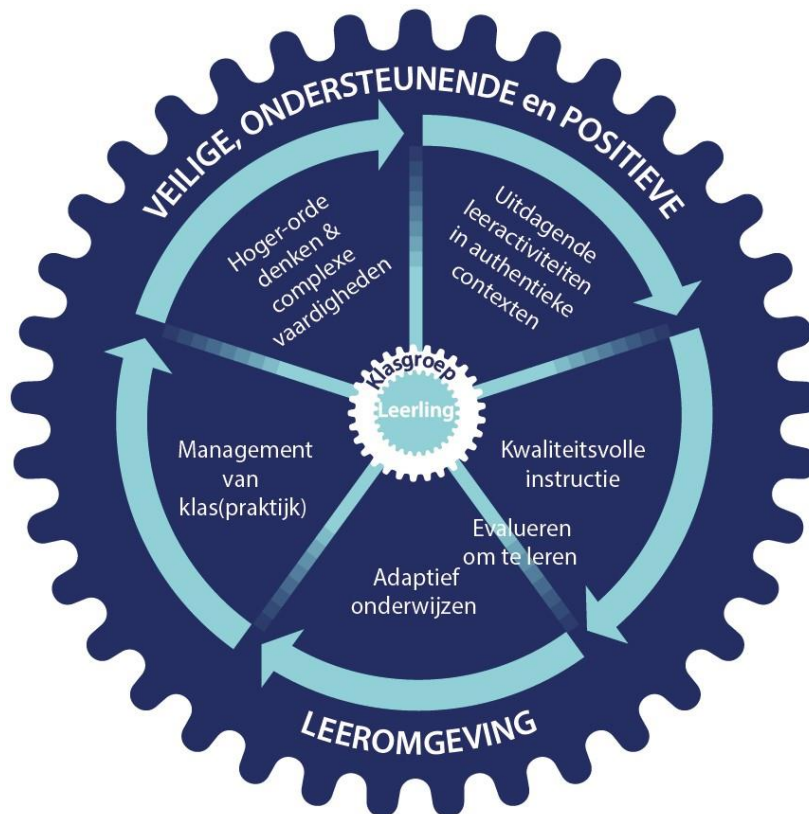 VEILIGE, ONDERSTEUNENDE en POSITIEVE
Hoger-orde
denken &
complexe
vaardigheden
Uitdagende
leeractiviteiten
in authentieke
contexten
Klasgroep
Leerling
Management
van
klas(praktijk)
Kwaliteitsvolle
instructie
Evalueren
om te leren
Adaptief
onderwijzen
LEEROMGEVING